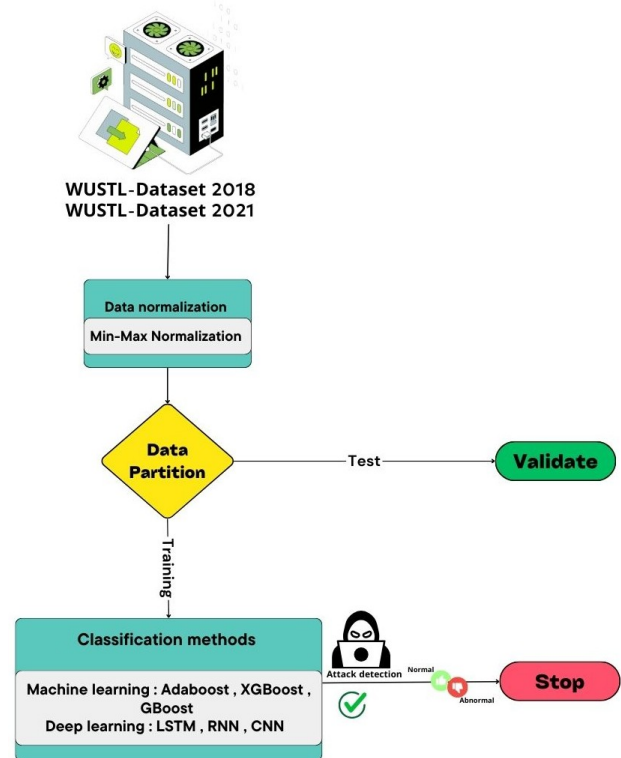 WUSTL-Dataset 2018
WUSTL-Dataset 2021
Data normalization
Min-Max Normalization
Data
Partition
Test
Validate
Training
Classification methods
Machine learning : Adaboost , XGBoost ,
GBoost
Deep learning : LSTM , RNN , CNN
Attack detection
Normal
Abnormal
Stop